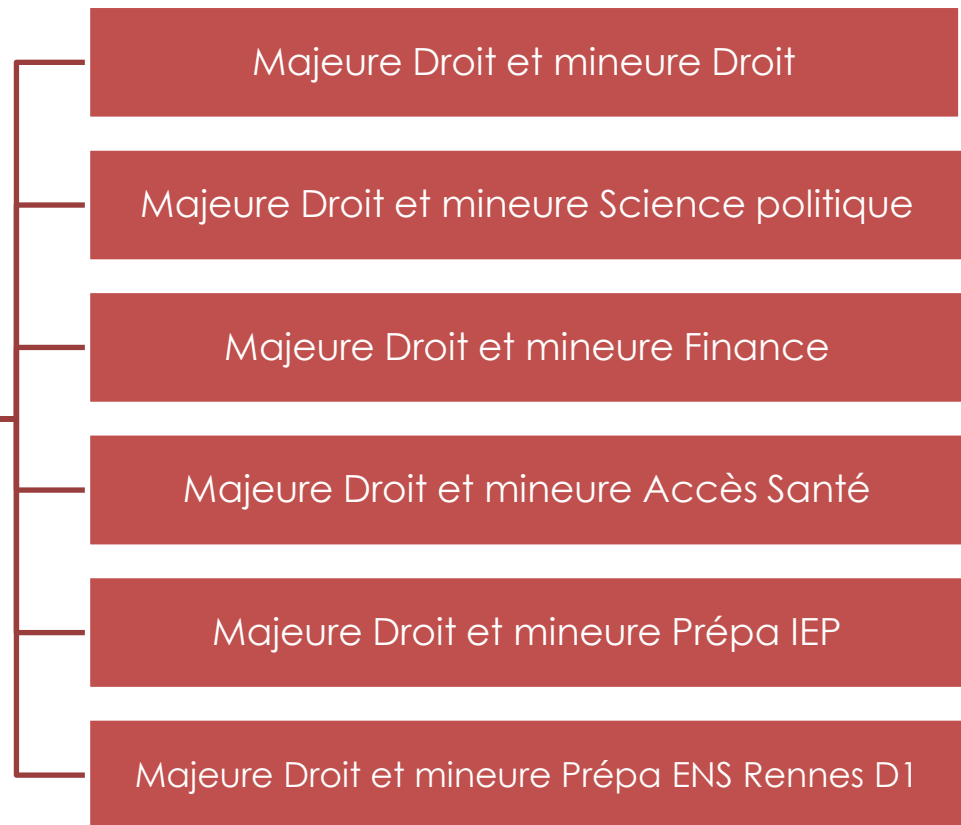 Majeure Droit et mineure Droit
Majeure Droit et mineure Science politique
Majeure Droit et mineure Finance
Majeure Droit et mineure Accès Santé
Majeure Droit et mineure Prépa IEP
Majeure Droit et mineure Prépa ENS Rennes D1